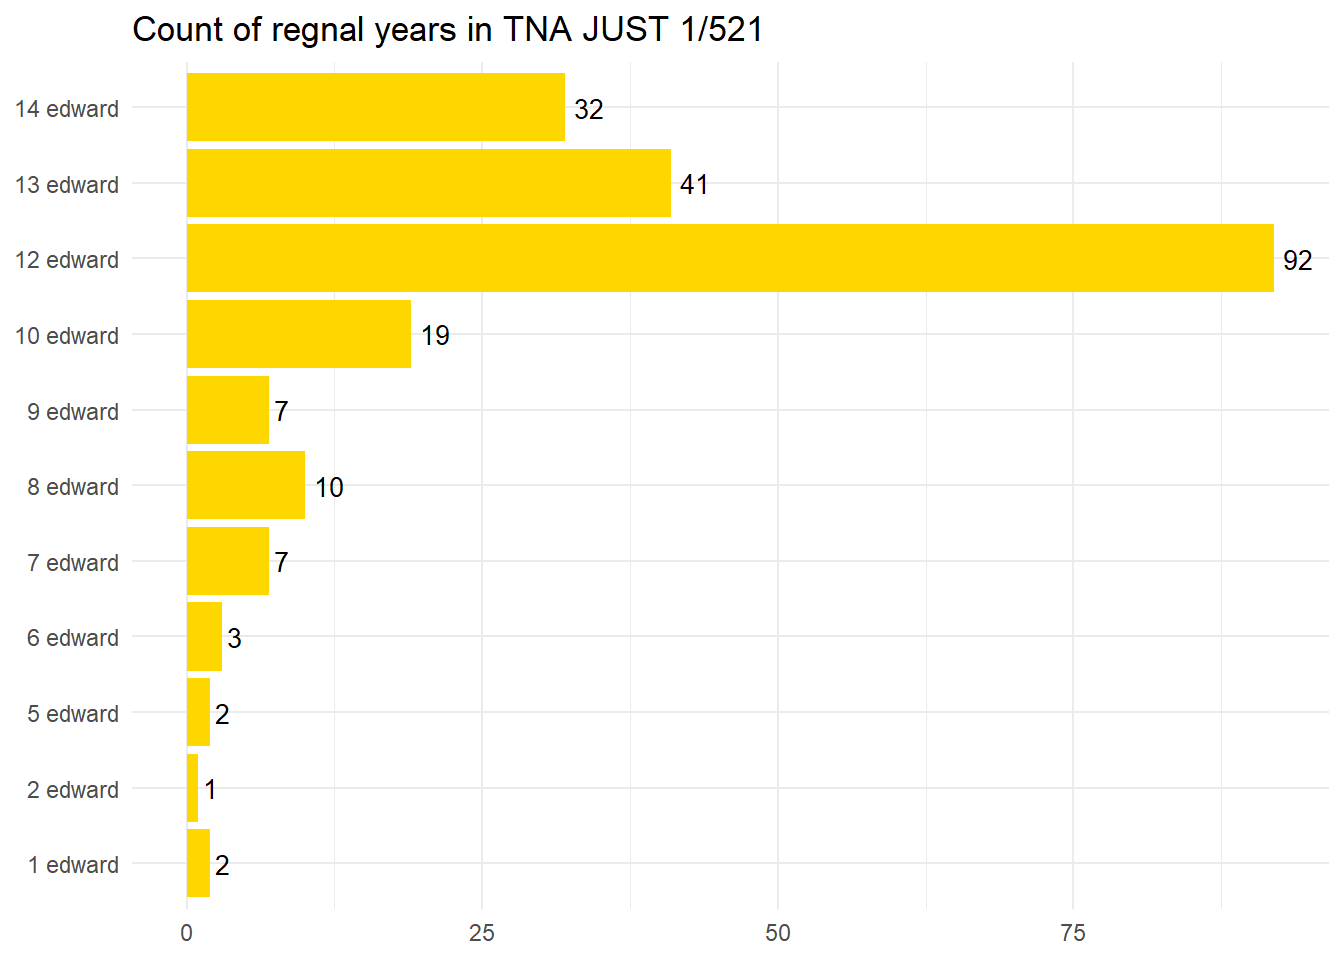 Count of regnal years in TNA JUST 1/521
14 edward 32
13 edward 41
12 edward 92
10 edward 19
9 edward 7
8 edward 10
7 edward 7
6 edward 3
5 edward 2
2 edward 1
1 edward 2
0 25 50 75